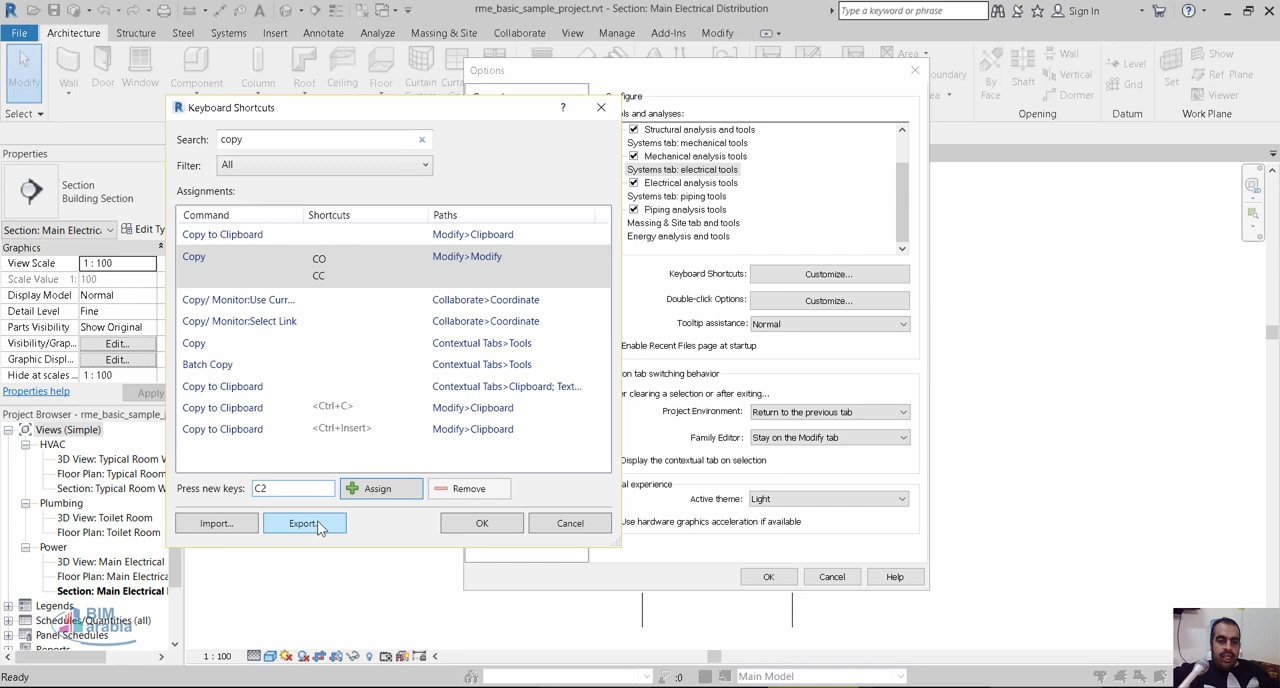 rme_basic_sample_project.rvt - Section: Main Electrical Distribution
Type a keyword or phrase
Sign In
File Architecture Structure Steel Systems Insert Annotate Analyze Massing & Site Collaborate View Manage Add-Ins Modify
Modify Wall Door Window Component Column Roof Ceiling Floor Curtain
Area
By Face
Shaft
Wall
Vertical
Dormer
Level
Grid
Set
Show
Ref Plane
Viewer
Select
Opening
Datum
Work Plane
Options
Keyboard Shortcuts
Search: copy
Filter: All
Assignments:
Command Shortcuts Paths
Copy to Clipboard Modify>Clipboard
Copy CO Modify>Modify
CC
Copy/ Monitor:Use Curr... Collaborate>Coordinate
Copy/ Monitor:Select Link Collaborate>Coordinate
Copy Contextual Tabs>Tools
Batch Copy Contextual Tabs>Tools
Copy to Clipboard Contextual Tabs>Clipboard; Text...
Copy to Clipboard <Ctrl+C> Modify>Clipboard
Copy to Clipboard <Ctrl+Insert> Modify>Clipboard
Press new keys: C2 Assign Remove
Import... Export... OK Cancel
Structural analysis and tools
Systems tab: mechanical tools
Mechanical analysis tools
Systems tab: electrical tools
Electrical analysis tools
Systems tab: piping tools
Piping analysis tools
Massing & Site tab and tools
Energy analysis and tools
Keyboard Shortcuts: Customize...
Double-click Options: Customize...
Tooltip assistance: Normal
Enable Recent Files page at startup
tab switching behavior
clearing a selection or after exiting...
Project Environment: Return to the previous tab
Family Editor: Stay on the Modify tab
Display the contextual tab on selection
experience
Active theme: Light
Use hardware graphics acceleration if available
OK Cancel Help
Properties
Section
Building Section
Section: Main Electric
Edit Ty
Graphics
View Scale 1 : 100
Scale Value 1: 100
Display Model Normal
Detail Level Fine
Parts Visibility Show Original
Visibility/Grap... Edit...
Graphic Displ... Edit...
Hide at scales ... 1 : 100
Properties help Apply
Project Browser - rme_basic_sample_
Views (Simple)
HVAC
3D View: Typical Room
Floor Plan: Typical Room
Section: Typical Room W
Plumbing
3D View: Toilet Room
Floor Plan: Toilet Room
Power
3D View: Main Electrical
Floor Plan: Main Electrica
Section: Main Electrical
Legends
Schedules/Quantities (all)
Panel Schedules
BIM
arabia
1 : 100
Ready
:0
Main Model